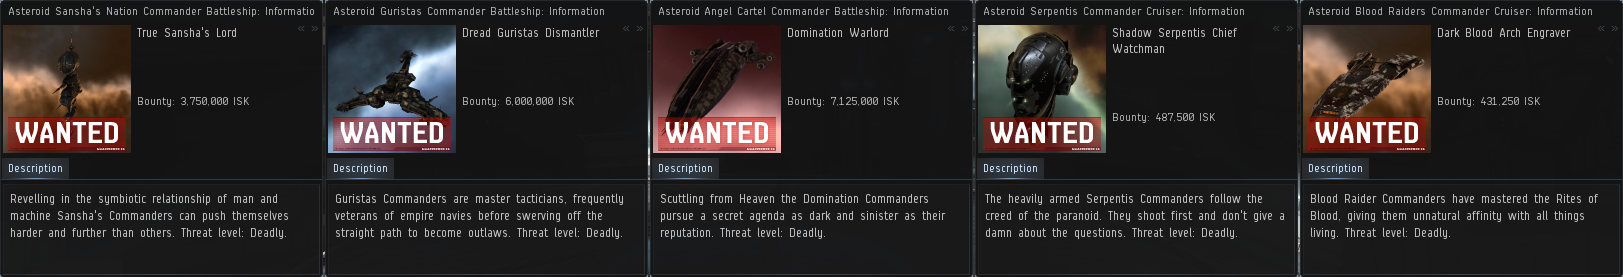 Asteroid Sansha's Nation Commander Battleship: Informatio
True Sansha's Lord
Bounty: 3,750,000 ISK
WANTED
Description
Revelling in the symbiotic relationship of man and
machine Sansha's Commanders can push themselves
harder and further than others. Threat level: Deadly.
Asteroid Guristas Commander Battleship: Information
Dread Guristas Dismantler
Bounty: 6,000,000 ISK
WANTED
Description
Guristas Commanders are master tacticians, frequently
veterans of empire navies before swerving off the
straight path to become outlaws. Threat level: Deadly.
Asteroid Angel Cartel Commander Battleship: Information
Domination Warlord
Bounty: 7,125,000 ISK
WANTED
Description
Scuttling from Heaven the Domination Commanders
pursue a secret agenda as dark and sinister as their
reputation. Threat level: Deadly.
Asteroid Serpentis Commander Cruiser: Information
Shadow Serpentis Chief
Watchman
Bounty: 487,500 ISK
WANTED
Description
The heavily armed Serpentis Commanders follow the
creed of the paranoid. They shoot first and don't give a
damn about the questions. Threat level: Deadly.
Asteroid Blood Raiders Commander Cruiser: Information
Dark Blood Arch Engraver
Bounty: 431,250 ISK
WANTED
Description
Blood Raider Commanders have mastered the Rites of
Blood, giving them unnatural affinity with all things
living. Threat level: Deadly.